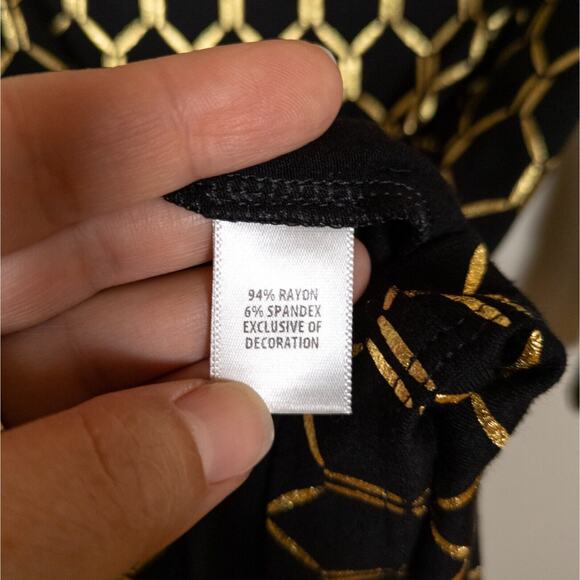 94% RAYON
6% SPANDEX
EXCLUSIVE OF
DECORATION